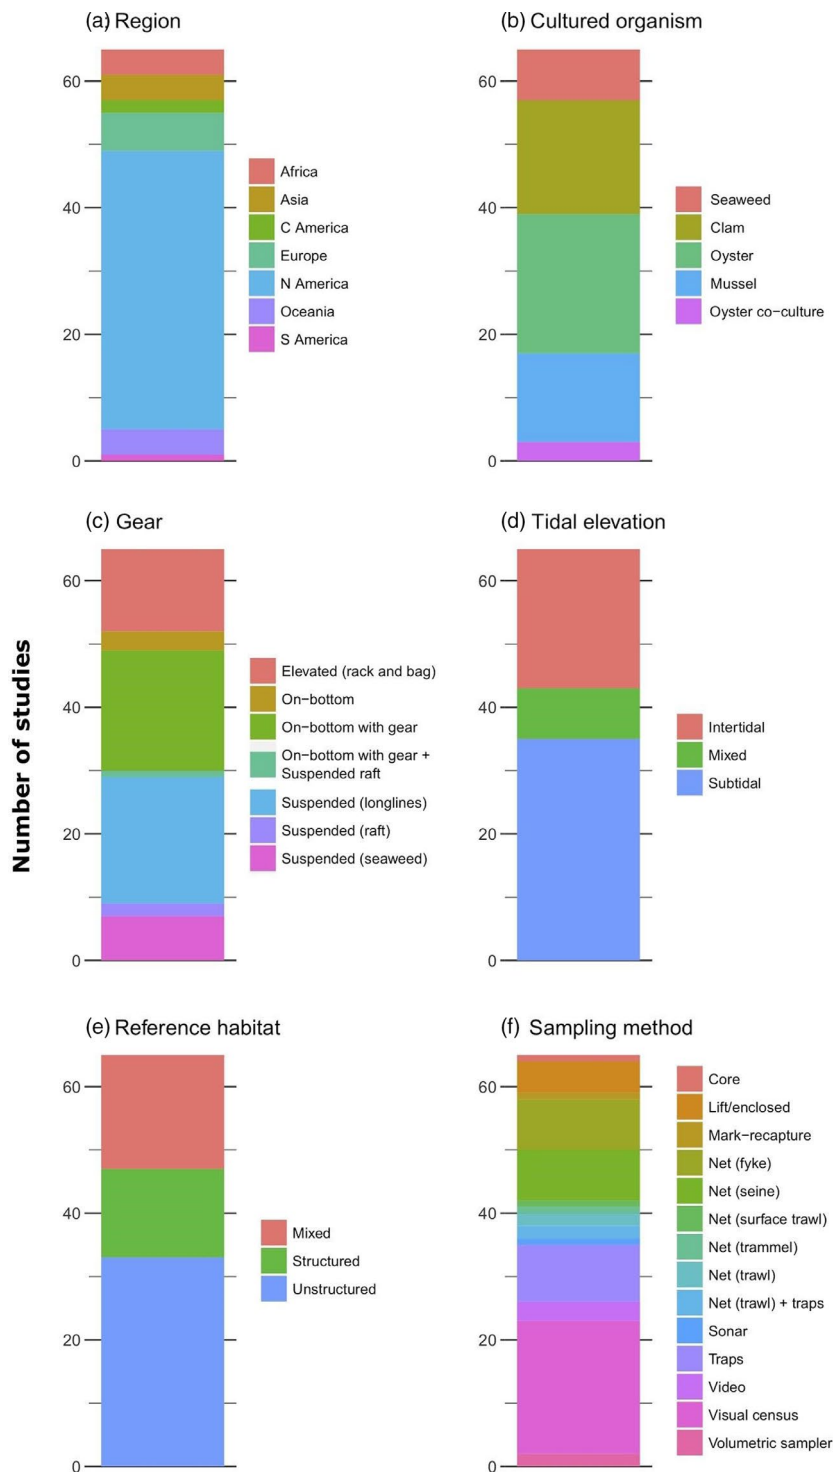 (a) Region
60
40
20
0
Africa
Asia
C America
Europe
N America
Oceania
S America
(b) Cultured organism
60
40
20
0
Seaweed
Clam
Oyster
Mussel
Oyster co−culture
Number of studies
(c) Gear
60
40
20
0
Elevated (rack and bag)
On−bottom
On−bottom with gear
On−bottom with gear +
Suspended raft
Suspended (longlines)
Suspended (raft)
Suspended (seaweed)
(d) Tidal elevation
60
40
20
0
Intertidal
Mixed
Subtidal
(e) Reference habitat
60
40
20
0
Mixed
Structured
Unstructured
(f) Sampling method
60
40
20
0
Core
Lift/enclosed
Mark−recapture
Net (fyke)
Net (seine)
Net (surface trawl)
Net (trammel)
Net (trawl)
Net (trawl) + traps
Sonar
Traps
Video
Visual census
Volumetric sampler